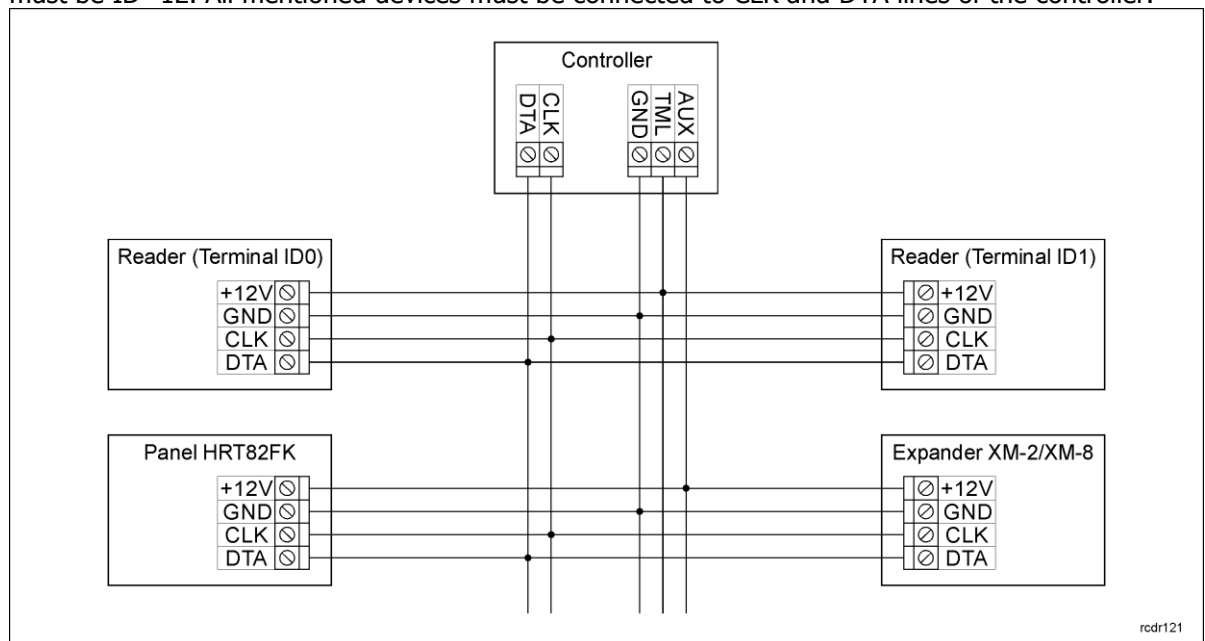 must be ID=12. All mentioned devices must be connected to CLK and DTA lines of the controller.
Controller
DTA
CLK
GND
TML
AUX
Reader (Terminal ID0)
+12V
GND
CLK
DTA
Reader (Terminal ID1)
+12V
GND
CLK
DTA
Panel HRT82FK
+12V
GND
CLK
DTA
Expander XM-2/XM-8
+12V
GND
CLK
DTA
rcdr121